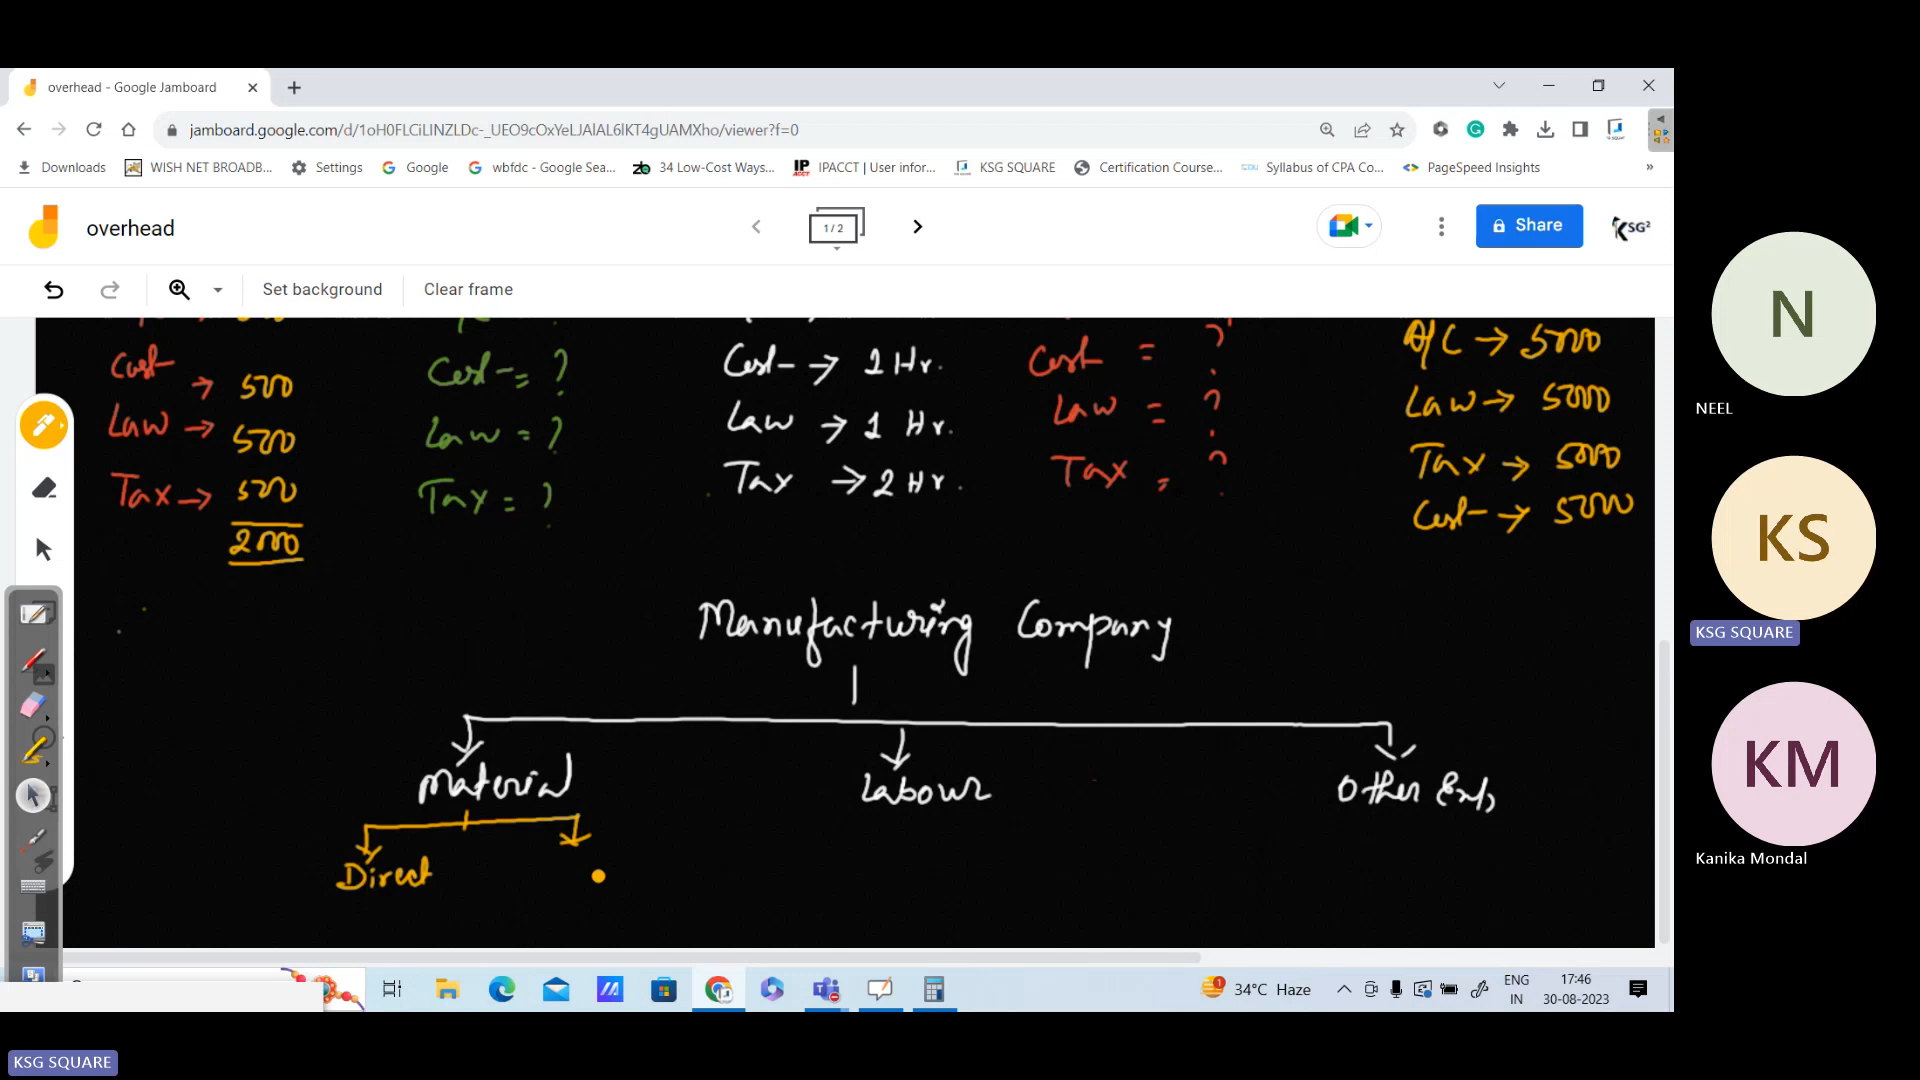 overhead - Google Jamboard
jamboard.google.com/d/1oH0FLCiLINZLDc-_UEO9cOxYeLJAlAL6lKT4gUAMXho/viewer?f=0
Downloads WISH NET BROADB... Settings Google wbfdc - Google Sea... 34 Low-Cost Ways... IPACCT | User infor... KSG SQUARE Certification Course... Syllabus of CPA Co... PageSpeed Insights »
overhead 1 / 2 Share KSG²
Set background Clear frame
A/C → 5000
Cost → 500 Cost = ? Cost → 1 Hr. Cost = ?
Law → 500 Law = ? Law → 1 Hr. Law = ? Law → 5000
Tax → 500 Tax = ? Tax → 2 Hr. Tax = ? Tax → 5000
2000 Cost → 5000
Manufacturing Company
Material Labour Other Exp
Direct
N
NEEL
KS
KSG SQUARE
KM
Kanika Mondal
1 34°C Haze ENG IN 17:46 30-08-2023
KSG SQUARE